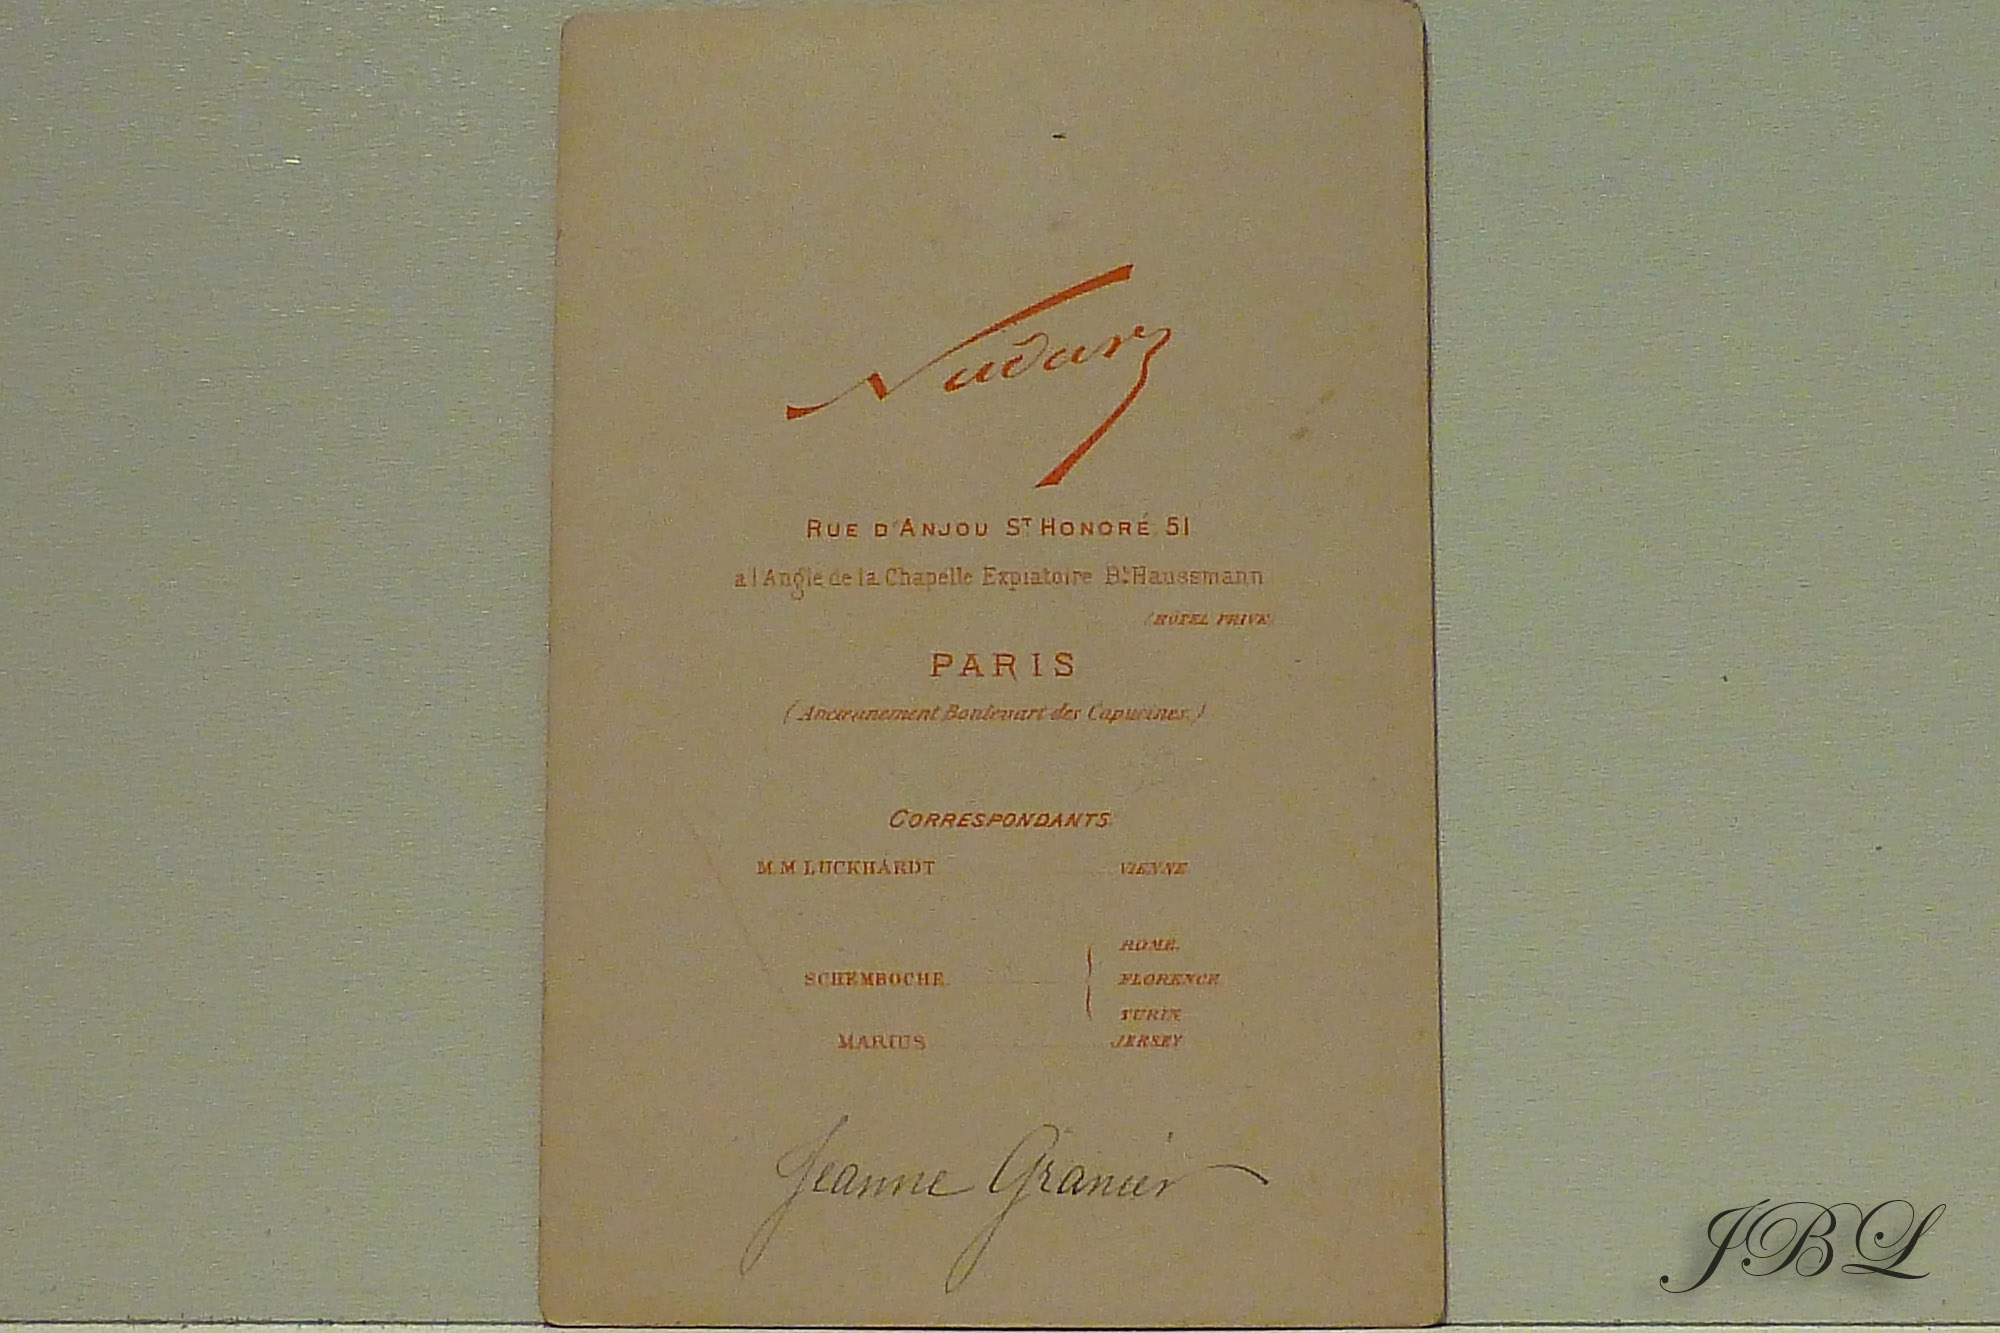 Nadar
RUE D'ANJOU ST HONORÉ 51
a l'Angle de la Chapelle Expiatoire Bd Haussmann
(HÔTEL PRIVÉ)
PARIS
(Anciennement Boulevart des Capucines.)
CORRESPONDANTS
M.M LUCKHARDT VIENNE
ROME.
SCHEMBOCHE. FLORENCE
TURIN
MARIUS JERSEY
Jeanne Granier
JBL